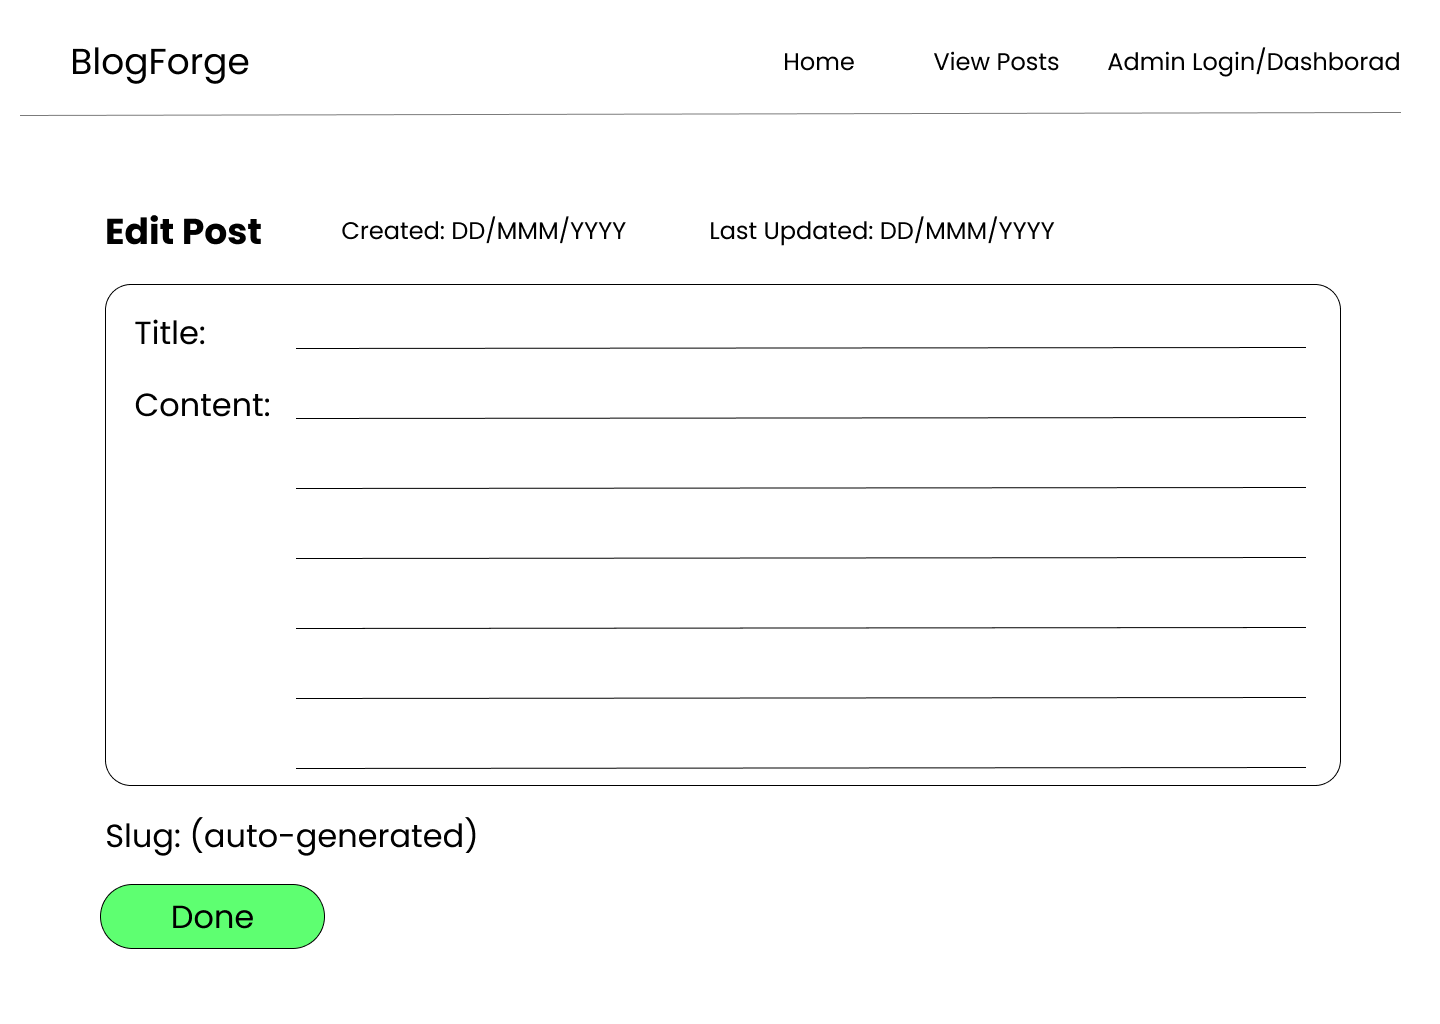 BlogForge Home View Posts Admin Login/Dashborad
Edit Post Created: DD/MMM/YYYY Last Updated: DD/MMM/YYYY
Title:
Content:
Slug: (auto-generated)
Done